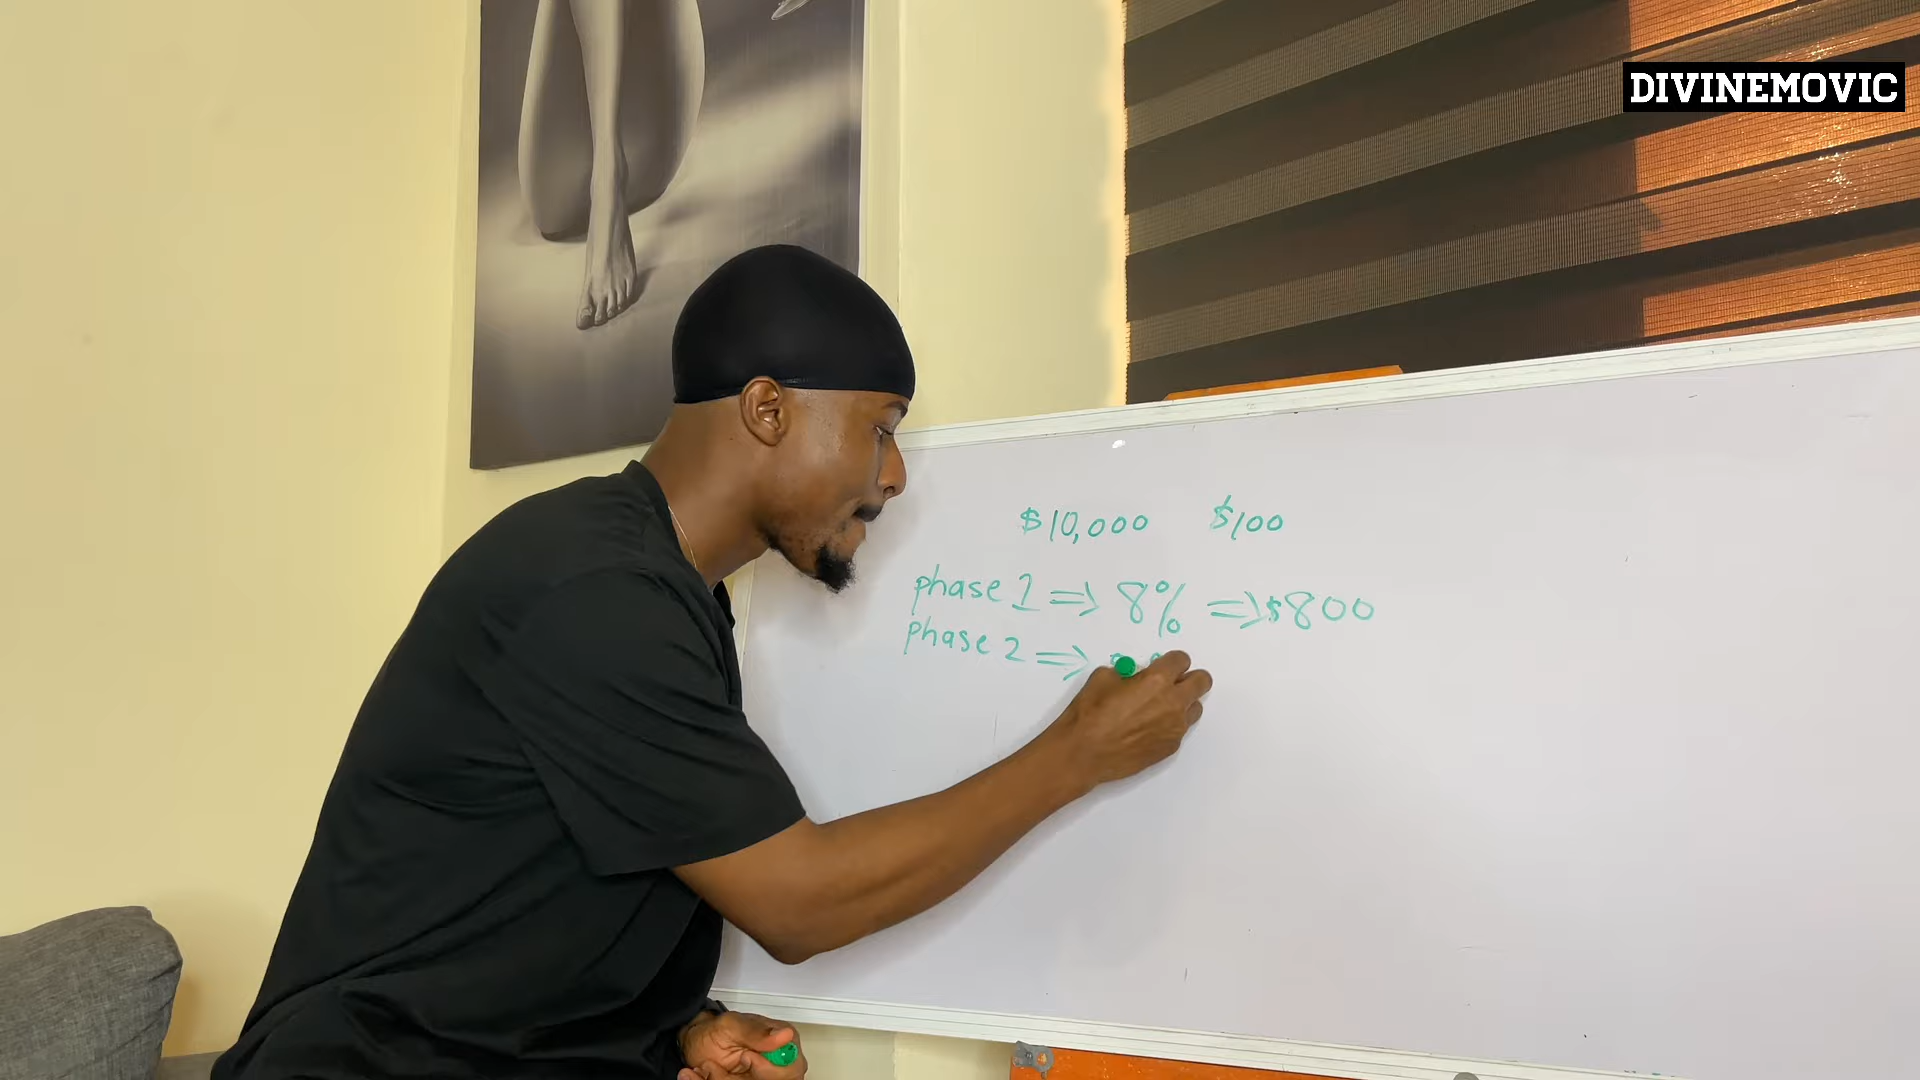 DIVINEMOVIC
$10,000 $100
phase 1 => 8% => $800
phase 2 =>